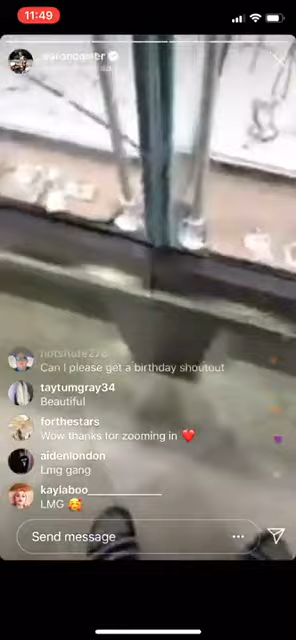 11:49
Can I please get a birthday shoutout
taytumgray34
Beautiful
forthestars
Wow thanks for zooming in ❤️
aidenlondon
Lmg gang
kaylaboo______________
LMG 🥰
Send message